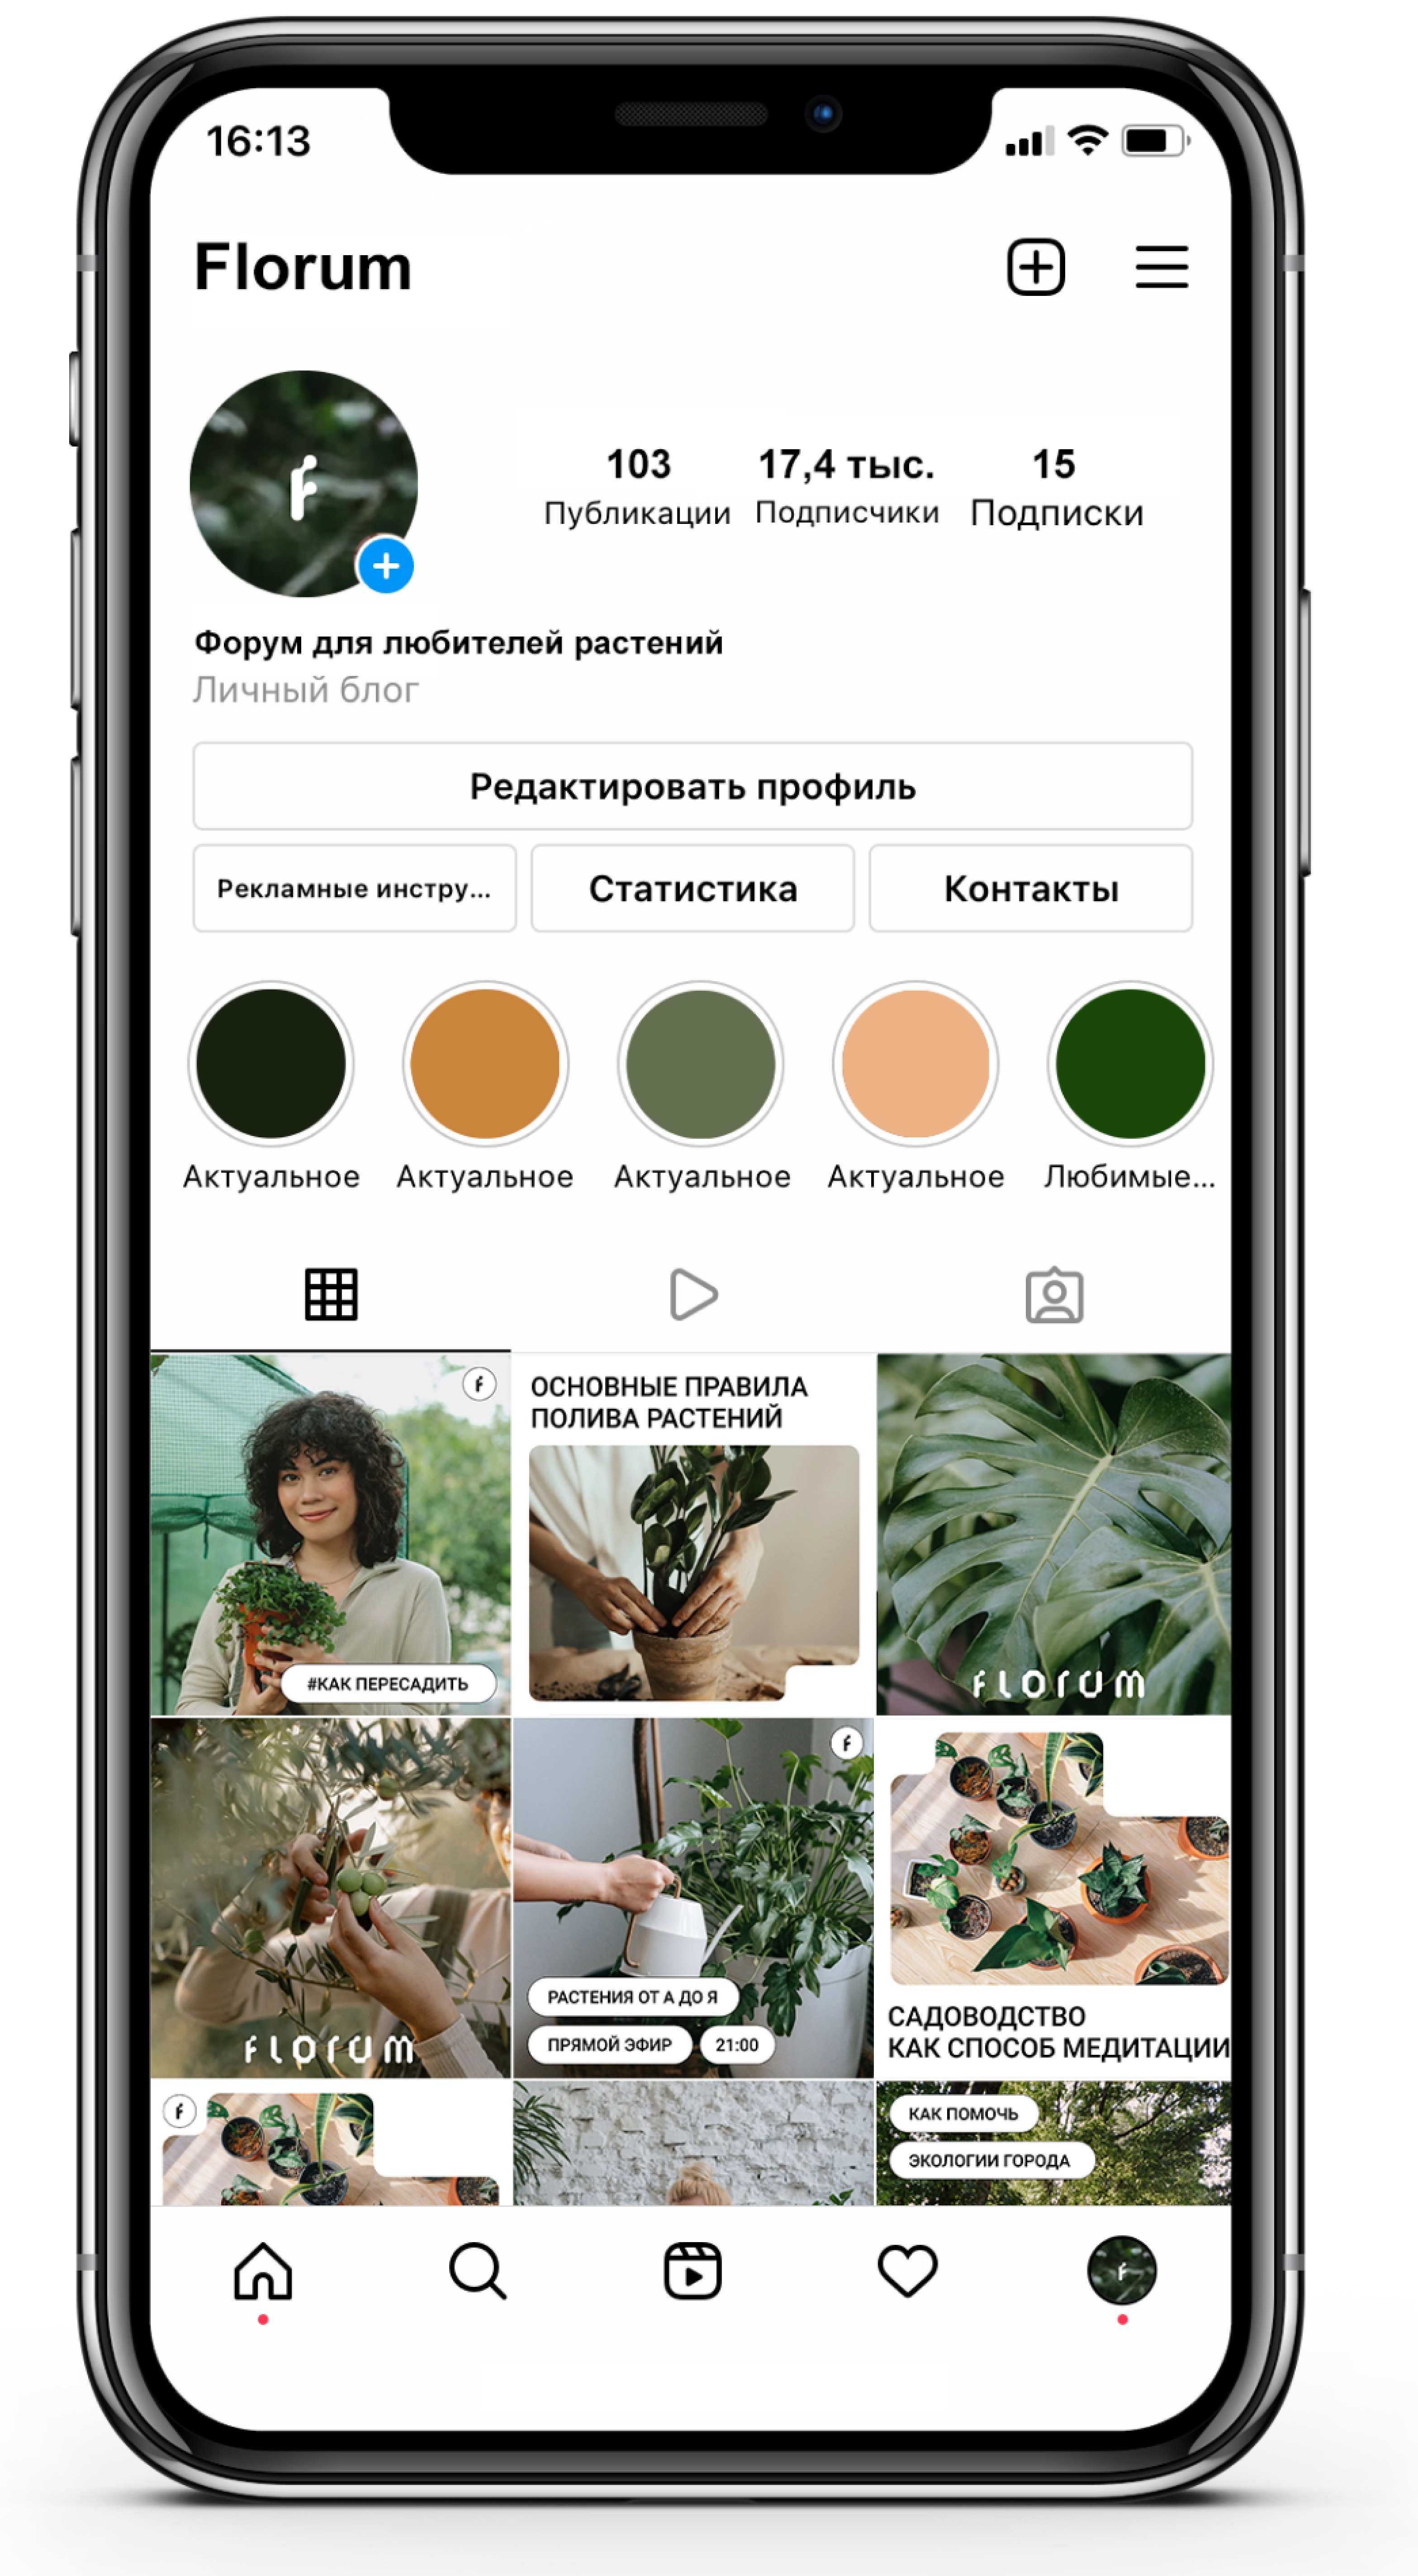 16:13
Florum
103 17,4 тыс. 15
Публикации Подписчики Подписки
Форум для любителей растений
Личный блог
Редактировать профиль
Рекламные инстру... Статистика Контакты
Актуальное Актуальное Актуальное Актуальное Любимые...
#КАК ПЕРЕСАДИТЬ
ОСНОВНЫЕ ПРАВИЛА
ПОЛИВА РАСТЕНИЙ
FLORUM
FLORUM
РАСТЕНИЯ ОТ А ДО Я
ПРЯМОЙ ЭФИР 21:00
САДОВОДСТВО
КАК СПОСОБ МЕДИТАЦИИ
КАК ПОМОЧЬ
ЭКОЛОГИИ ГОРОДА